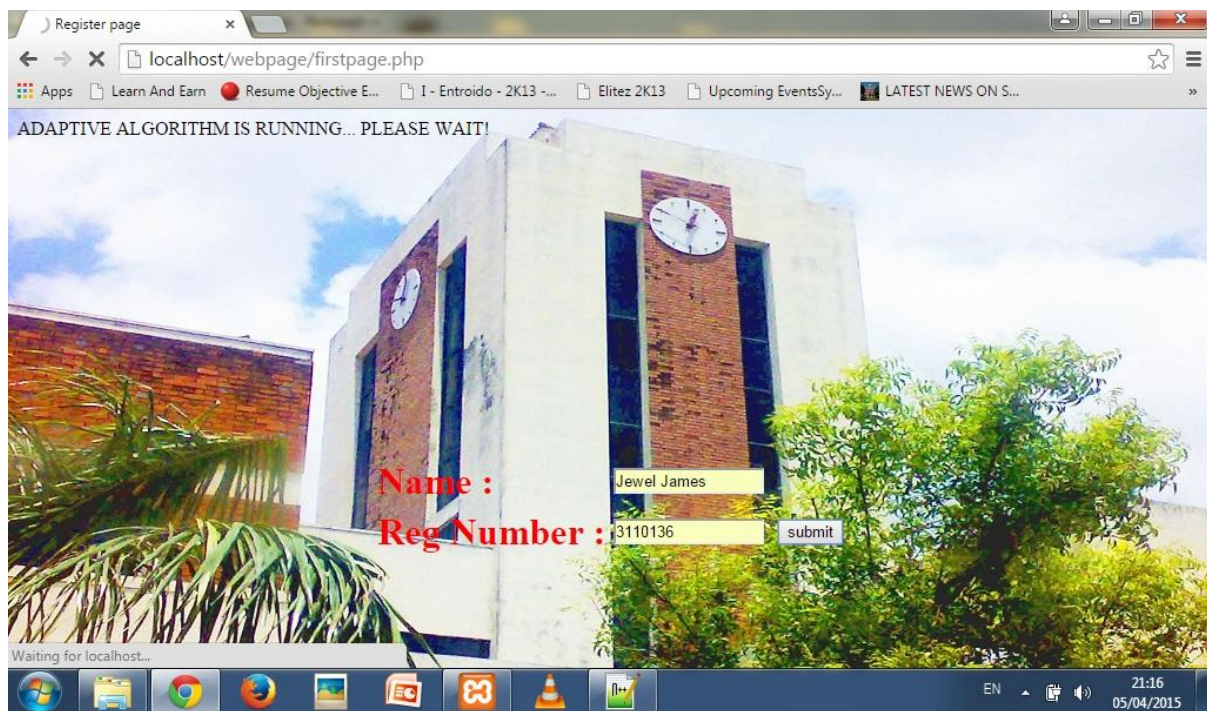 Register page
localhost/webpage/firstpage.php
Apps Learn And Earn Resume Objective E... I - Entroido - 2K13 -... Elitez 2K13 Upcoming EventsSy... LATEST NEWS ON S... »
ADAPTIVE ALGORITHM IS RUNNING... PLEASE WAIT!
Name : Jewel James
Reg Number : 3110136 submit
Waiting for localhost...
EN 21:16
05/04/2015